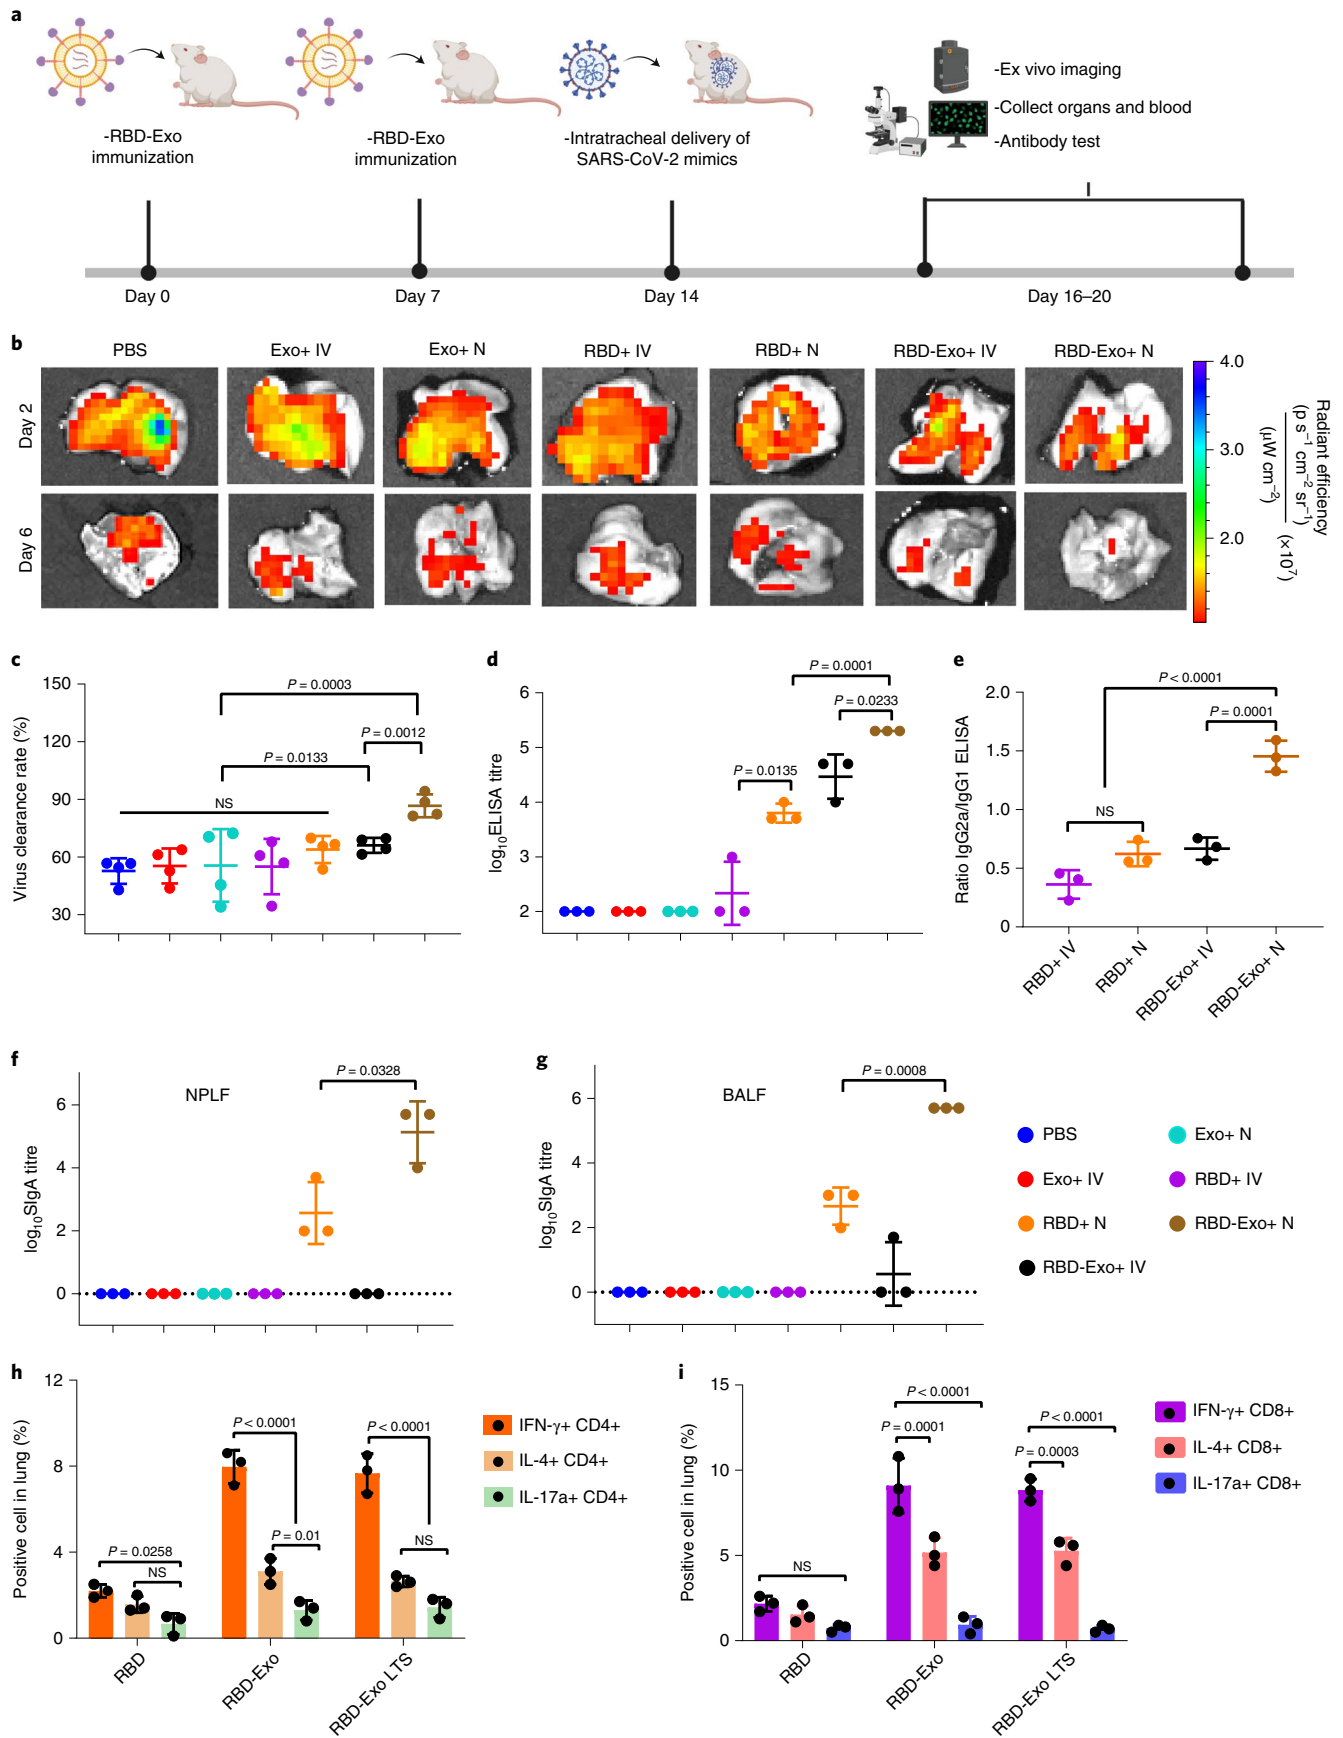 a
-RBD-Exo
immunization
-RBD-Exo
immunization
-Intratracheal delivery of
SARS-CoV-2 mimics
-Ex vivo imaging
-Collect organs and blood
-Antibody test
Day 0
Day 7
Day 14
Day 16–20
b
PBS
Exo+ IV
Exo+ N
RBD+ IV
RBD+ N
RBD-Exo+ IV
RBD-Exo+ N
Day 2
Day 6
4.0
3.0
2.0
Radiant efficiency
(p s⁻¹ cm⁻² sr⁻¹)
(µW cm⁻²)
(×10⁷)
c
Virus clearance rate (%)
150
120
90
60
30
P = 0.0003
P = 0.0012
P = 0.0133
NS
d
log₁₀ELISA titre
6
5
4
3
2
P = 0.0001
P = 0.0233
P = 0.0135
e
Ratio IgG2a/IgG1 ELISA
2.0
1.5
1.0
0.5
0
P < 0.0001
P = 0.0001
NS
RBD+ IV
RBD+ N
RBD-Exo+ IV
RBD-Exo+ N
f
NPLF
log₁₀SIgA titre
6
4
2
0
P = 0.0328
g
BALF
log₁₀SIgA titre
6
4
2
0
P = 0.0008
PBS
Exo+ N
Exo+ IV
RBD+ IV
RBD+ N
RBD-Exo+ N
RBD-Exo+ IV
h
Positive cell in lung (%)
12
8
4
0
P = 0.0258
NS
P < 0.0001
P = 0.01
P < 0.0001
NS
RBD
RBD-Exo
RBD-Exo LTS
IFN-γ+ CD4+
IL-4+ CD4+
IL-17a+ CD4+
i
Positive cell in lung (%)
15
10
5
0
NS
P < 0.0001
P = 0.0001
P < 0.0001
P = 0.0003
RBD
RBD-Exo
RBD-Exo LTS
IFN-γ+ CD8+
IL-4+ CD8+
IL-17a+ CD8+